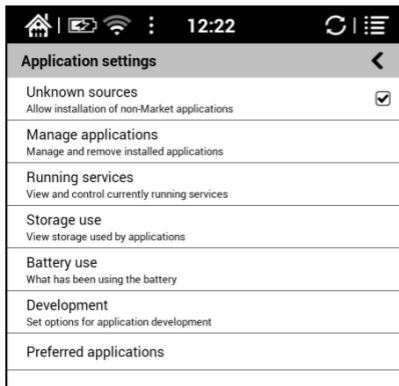 12:22
Application settings
Unknown sources
Allow installation of non-Market applications
Manage applications
Manage and remove installed applications
Running services
View and control currently running services
Storage use
View storage used by applications
Battery use
What has been using the battery
Development
Set options for application development
Preferred applications